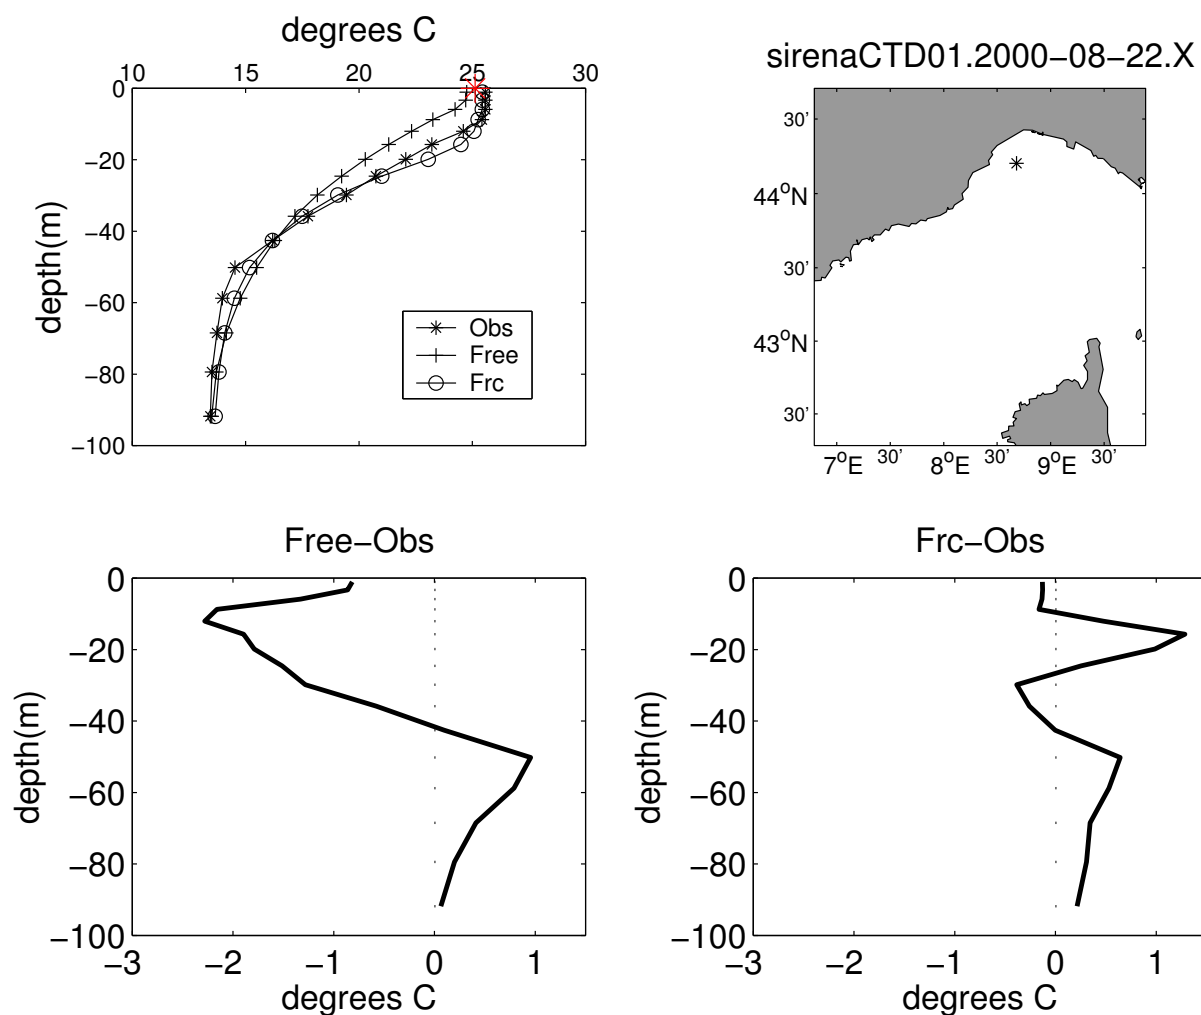 degrees C
10 15 20 25 30
0
−20
−40
−60
−80
−100
depth(m)
Obs
Free
Frc
sirenaCTD01.2000−08−22.X
30'
44°N
30'
43°N
30'
7°E 30' 8°E 30' 9°E 30'
Free−Obs
0
−20
−40
−60
−80
−100
depth(m)
−3 −2 −1 0 1
degrees C
Frc−Obs
0
−20
−40
−60
−80
−100
depth(m)
−3 −2 −1 0 1
degrees C